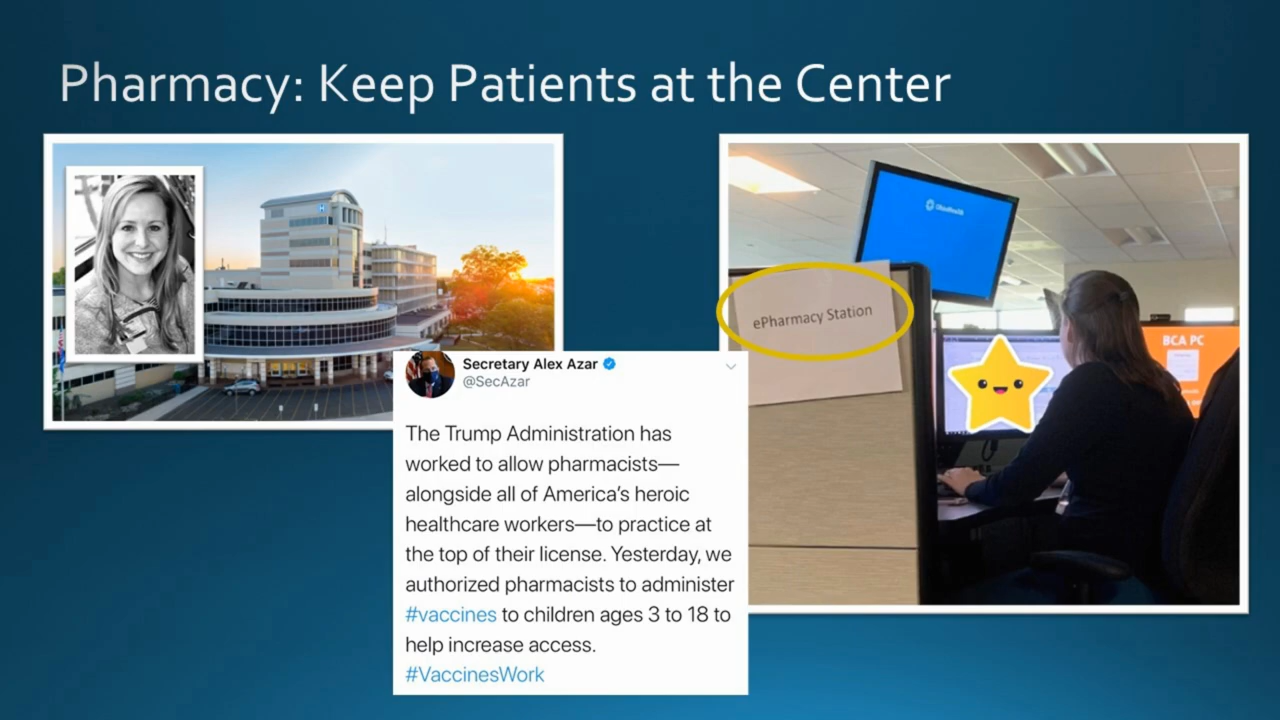 Pharmacy: Keep Patients at the Center
ePharmacy Station
OhioHealth
BCA PC
Secretary Alex Azar
@SecAzar
The Trump Administration has
worked to allow pharmacists—
alongside all of America's heroic
healthcare workers—to practice at
the top of their license. Yesterday, we
authorized pharmacists to administer
#vaccines to children ages 3 to 18 to
help increase access.
#VaccinesWork